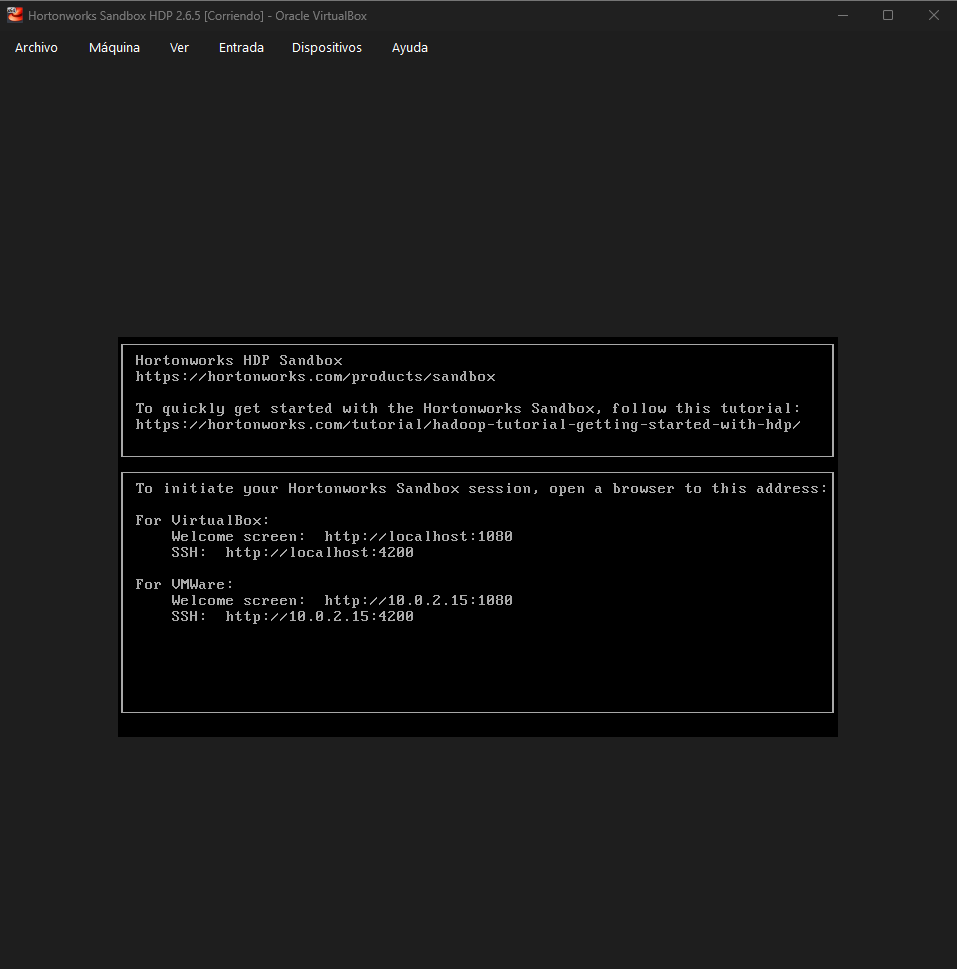 Hortonworks Sandbox HDP 2.6.5 [Corriendo] - Oracle VirtualBox
Archivo Máquina Ver Entrada Dispositivos Ayuda
Hortonworks HDP Sandbox
https://hortonworks.com/products/sandbox
To quickly get started with the Hortonworks Sandbox, follow this tutorial:
https://hortonworks.com/tutorial/hadoop-tutorial-getting-started-with-hdp/
To initiate your Hortonworks Sandbox session, open a browser to this address:
For VirtualBox:
Welcome screen: http://localhost:1080
SSH: http://localhost:4200
For VMWare:
Welcome screen: http://10.0.2.15:1080
SSH: http://10.0.2.15:4200